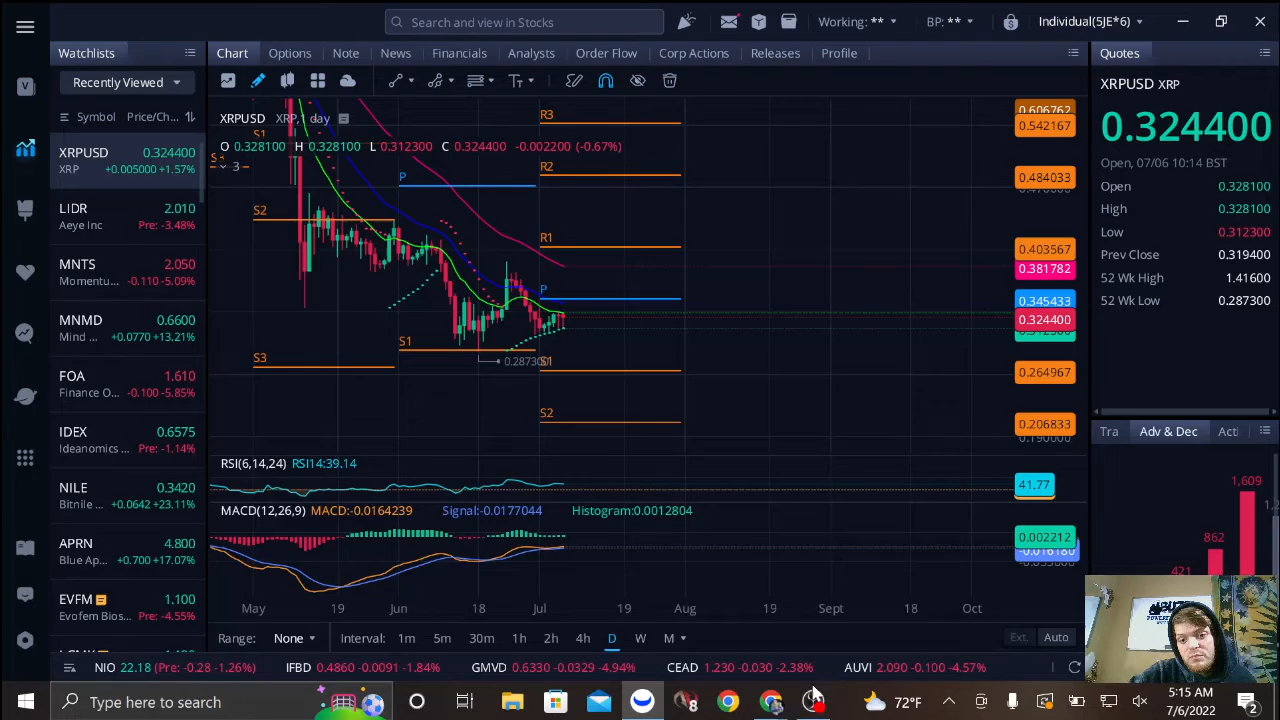 Search and view in Stocks
Working: **
BP: **
Individual(5JE*6)
Watchlists
Recently Viewed
Symbol Price/Ch...
XRPUSD 0.324400
XRP +0.005000 +1.57%
LIDR 2.010
Aeye Inc Pre: -3.48%
MNTS 2.050
Momentu... -0.110 -5.09%
MNMD 0.6600
Mind ... +0.0770 +13.21%
FOA 1.610
Finance O... -0.100 -5.85%
IDEX 0.6575
Ideanomics ... Pre: -1.14%
NILE 0.3420
Bitnile ... +0.0642 +23.11%
APRN 4.800
Blue Ap... +0.700 +17.07%
EVFM 1.100
Evofem Bios... Pre: -4.55%
Chart Options Note News Financials Analysts Order Flow Corp Actions Releases Profile
XRPUSD XRP, 1 day
O 0.328100 H 0.328100 L 0.312300 C 0.324400 -0.002200 (-0.67%)
3
S1
S2
S3
P
S1
0.287300
R3
R2
R1
P
S1
S2
0.606762
0.542167
0.484033
0.403567
0.381782
0.345433
0.324400
0.264967
0.206833
0.190000
RSI(6,14,24) RSI14:39.14
41.77
MACD(12,26,9) MACD:-0.0164239 Signal:-0.0177044 Histogram:0.0012804
0.002212
-0.016180
May 19 Jun 18 Jul 19 Aug 19 Sept 18 Oct
Range: None Interval: 1m 5m 30m 1h 2h 4h D W M Ext. Auto
Quotes
XRPUSD XRP
0.324400
Open, 07/06 10:14 BST
Open 0.328100
High 0.328100
Low 0.312300
Prev Close 0.319400
52 Wk High 1.41600
52 Wk Low 0.287300
Tra Adv & Dec Acti
1,609
862
421
NIO 22.18 (Pre: -0.28 -1.26%) IFBD 0.4860 -0.0091 -1.84% GMVD 0.6330 -0.0329 -4.94% CEAD 1.230 -0.030 -2.38% AUVI 2.090 -0.100 -4.57%
Type here to search
72°F
5:15 AM
7/6/2022
2